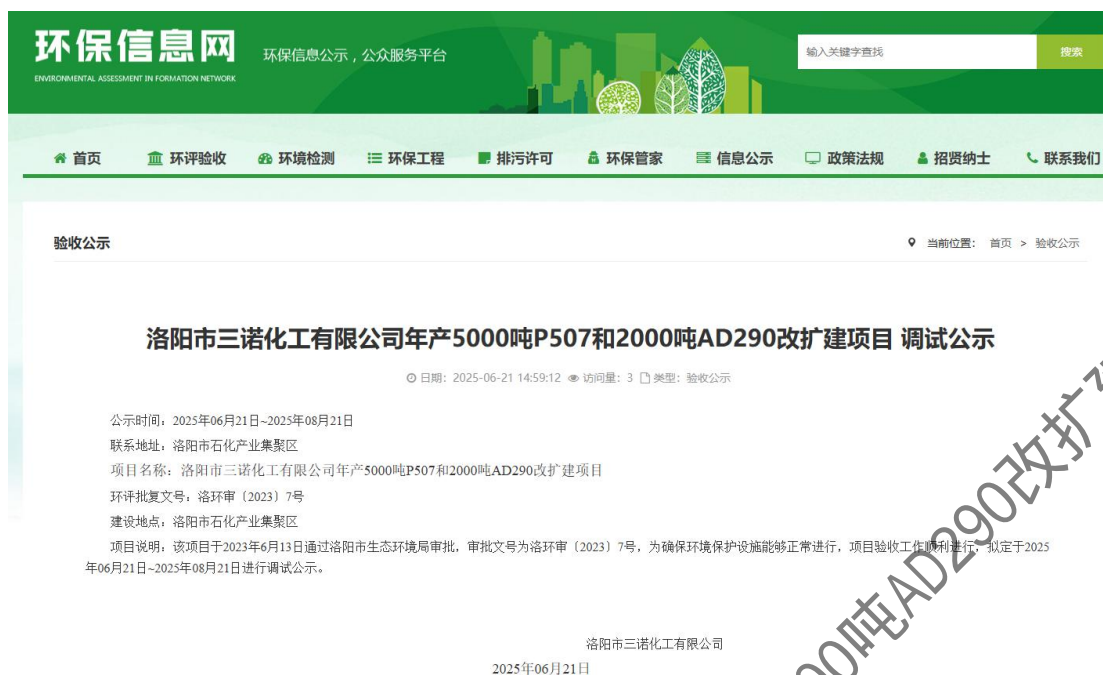 环保信息网
环保信息公示，公众服务平台
ENVIRONMENTAL ASSESSMENT IN FORMATION NETWORK
输入关键字查找
搜索
首页 环评验收 环境检测 环保工程 排污许可 环保管家 信息公示 政策法规 招贤纳士 联系我们
验收公示
当前位置： 首页 > 验收公示
洛阳市三诺化工有限公司年产5000吨P507和2000吨AD290改扩建项目 调试公示
日期：2025-06-21 14:59:12 访问量：3 类型：验收公示
公示时间：2025年06月21日~2025年08月21日
联系地址：洛阳市石化产业集聚区
项目名称：洛阳市三诺化工有限公司年产5000吨P507和2000吨AD290改扩建项目
环评批复文号：洛环审〔2023〕7号
建设地点：洛阳市石化产业集聚区
项目说明：该项目于2023年6月13日通过洛阳市生态环境局审批，审批文号为洛环审〔2023〕7号，为确保环境保护设施能够正常进行，项目验收工作顺利进行，拟定于2025
年06月21日~2025年08月21日进行调试公示。
洛阳市三诺化工有限公司
2025年06月21日
00吨AD290改扩